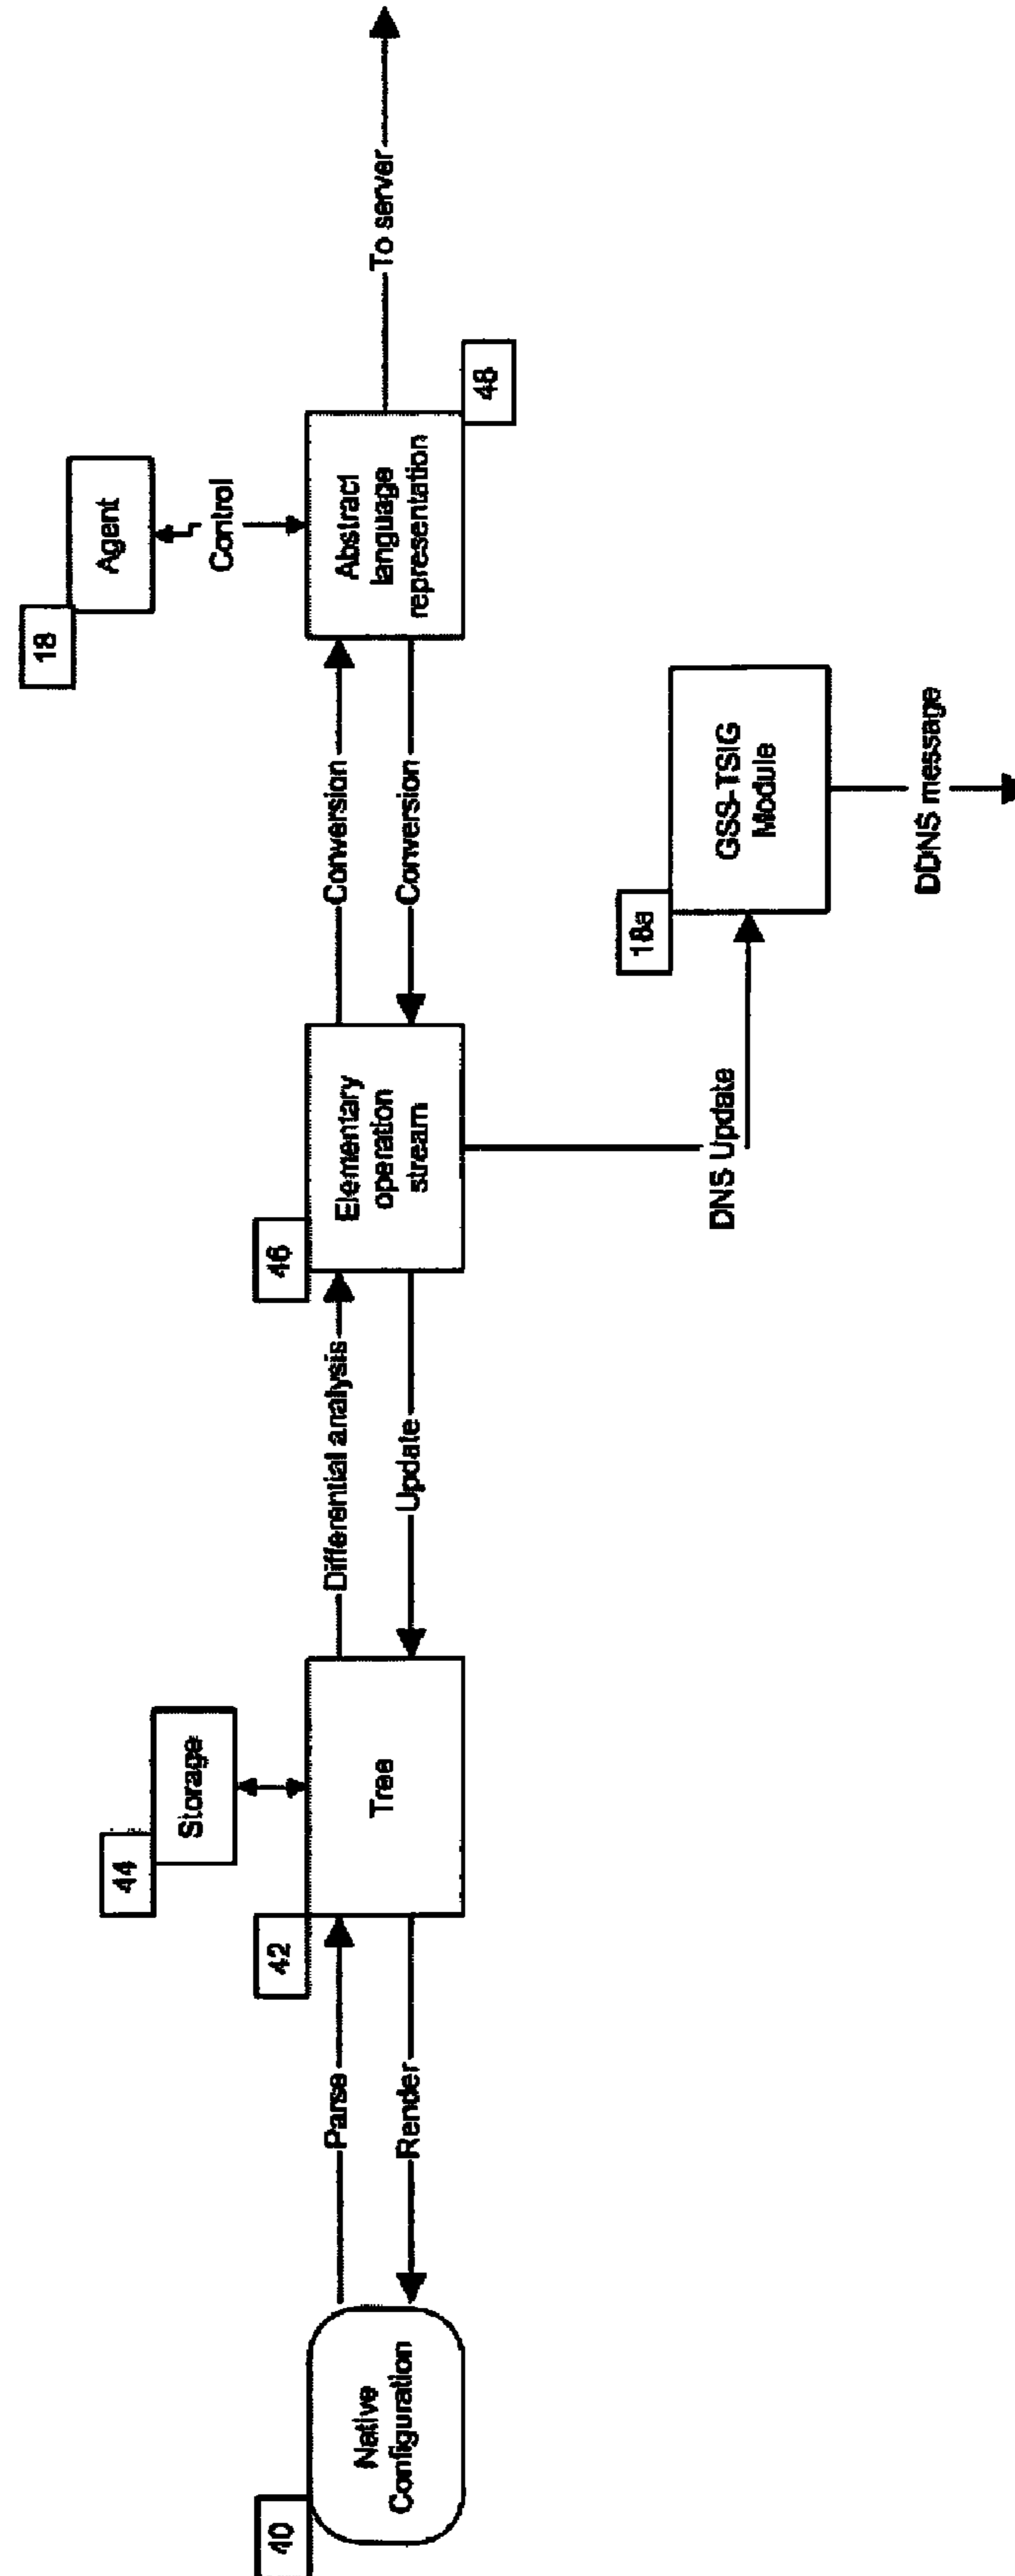 40
Native
Configuration
Parse
Render
42
Tree
44
Storage
Differential analysis
Update
46
Elementary
operation
stream
Conversion
Conversion
DNS Update
18a
GSS-TSIG
Module
DDNS message
18
Agent
Control
Abstract
language
representation
48
To server